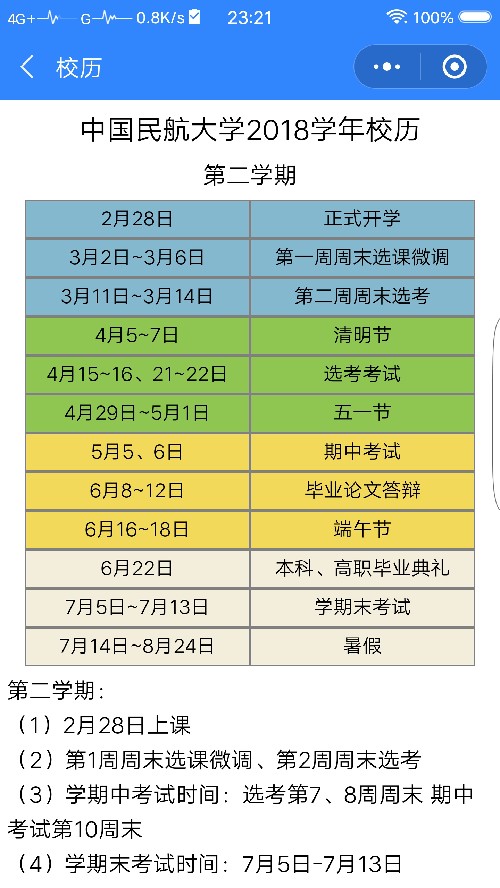 4G+ G 0.8K/s 23:21 100%
校历
中国民航大学2018学年校历
第二学期
2月28日 正式开学
3月2日~3月6日 第一周周末选课微调
3月11日~3月14日 第二周周末选考
4月5~7日 清明节
4月15~16、21~22日 选考考试
4月29日~5月1日 五一节
5月5、6日 期中考试
6月8~12日 毕业论文答辩
6月16~18日 端午节
6月22日 本科、高职毕业典礼
7月5日~7月13日 学期末考试
7月14日~8月24日 暑假
第二学期：
（1）2月28日上课
（2）第1周周末选课微调、第2周周末选考
（3）学期中考试时间：选考第7、8周周末 期中
考试第10周末
（4）学期末考试时间：7月5日-7月13日